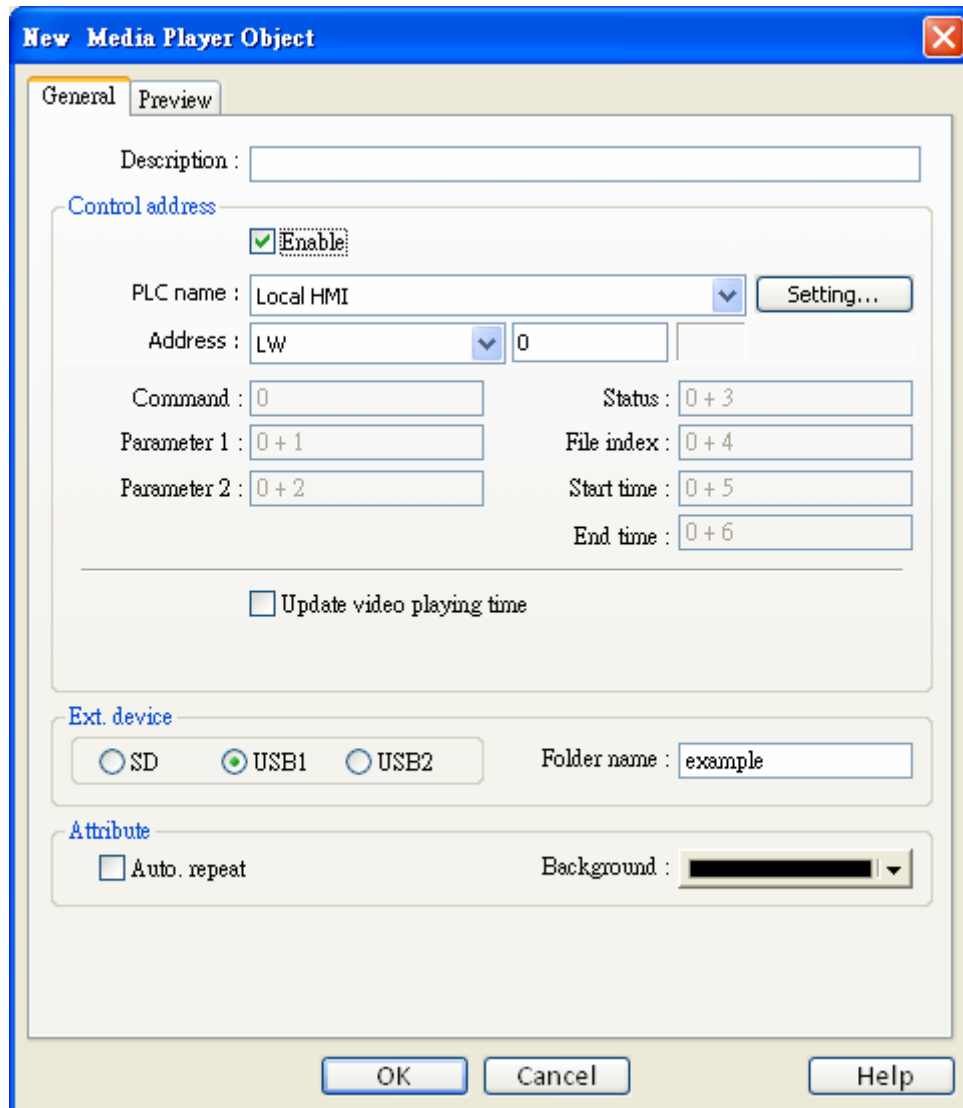 New Media Player Object
General Preview
Description :
Control address
Enable
PLC name : Local HMI Setting...
Address : LW 0
Command : 0 Status : 0 + 3
Parameter 1 : 0 + 1 File index : 0 + 4
Parameter 2 : 0 + 2 Start time : 0 + 5
End time : 0 + 6
Update video playing time
Ext. device
SD USB1 USB2 Folder name : example
Attribute
Auto. repeat Background :
OK Cancel Help